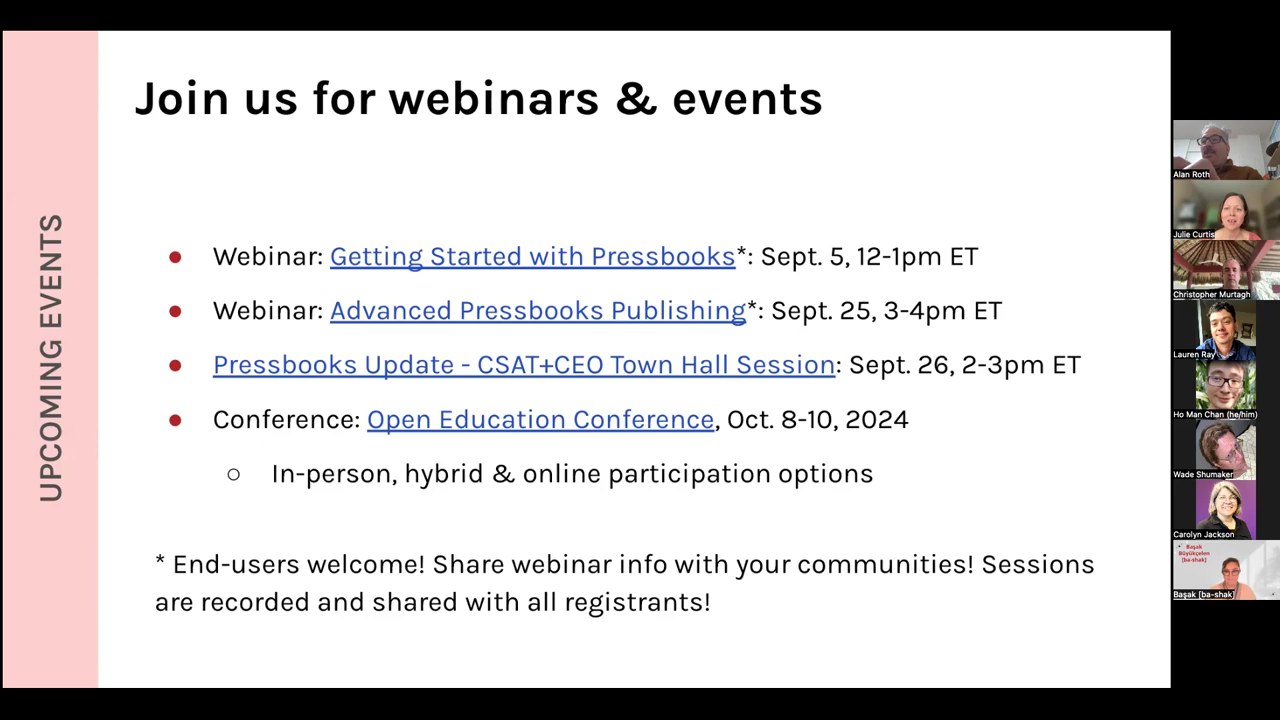 UPCOMING EVENTS
Join us for webinars & events
● Webinar: Getting Started with Pressbooks*: Sept. 5, 12-1pm ET
● Webinar: Advanced Pressbooks Publishing*: Sept. 25, 3-4pm ET
● Pressbooks Update - CSAT+CEO Town Hall Session: Sept. 26, 2-3pm ET
● Conference: Open Education Conference, Oct. 8-10, 2024
○ In-person, hybrid & online participation options
* End-users welcome! Share webinar info with your communities! Sessions
are recorded and shared with all registrants!
Alan Roth
Julie Curtis
Christopher Murtagh
Lauren Ray
Ho Man Chan (he/him)
Wade Shumaker
Carolyn Jackson
Başak
Büyükçelen
[ba-shak]
Başak [ba-shak]